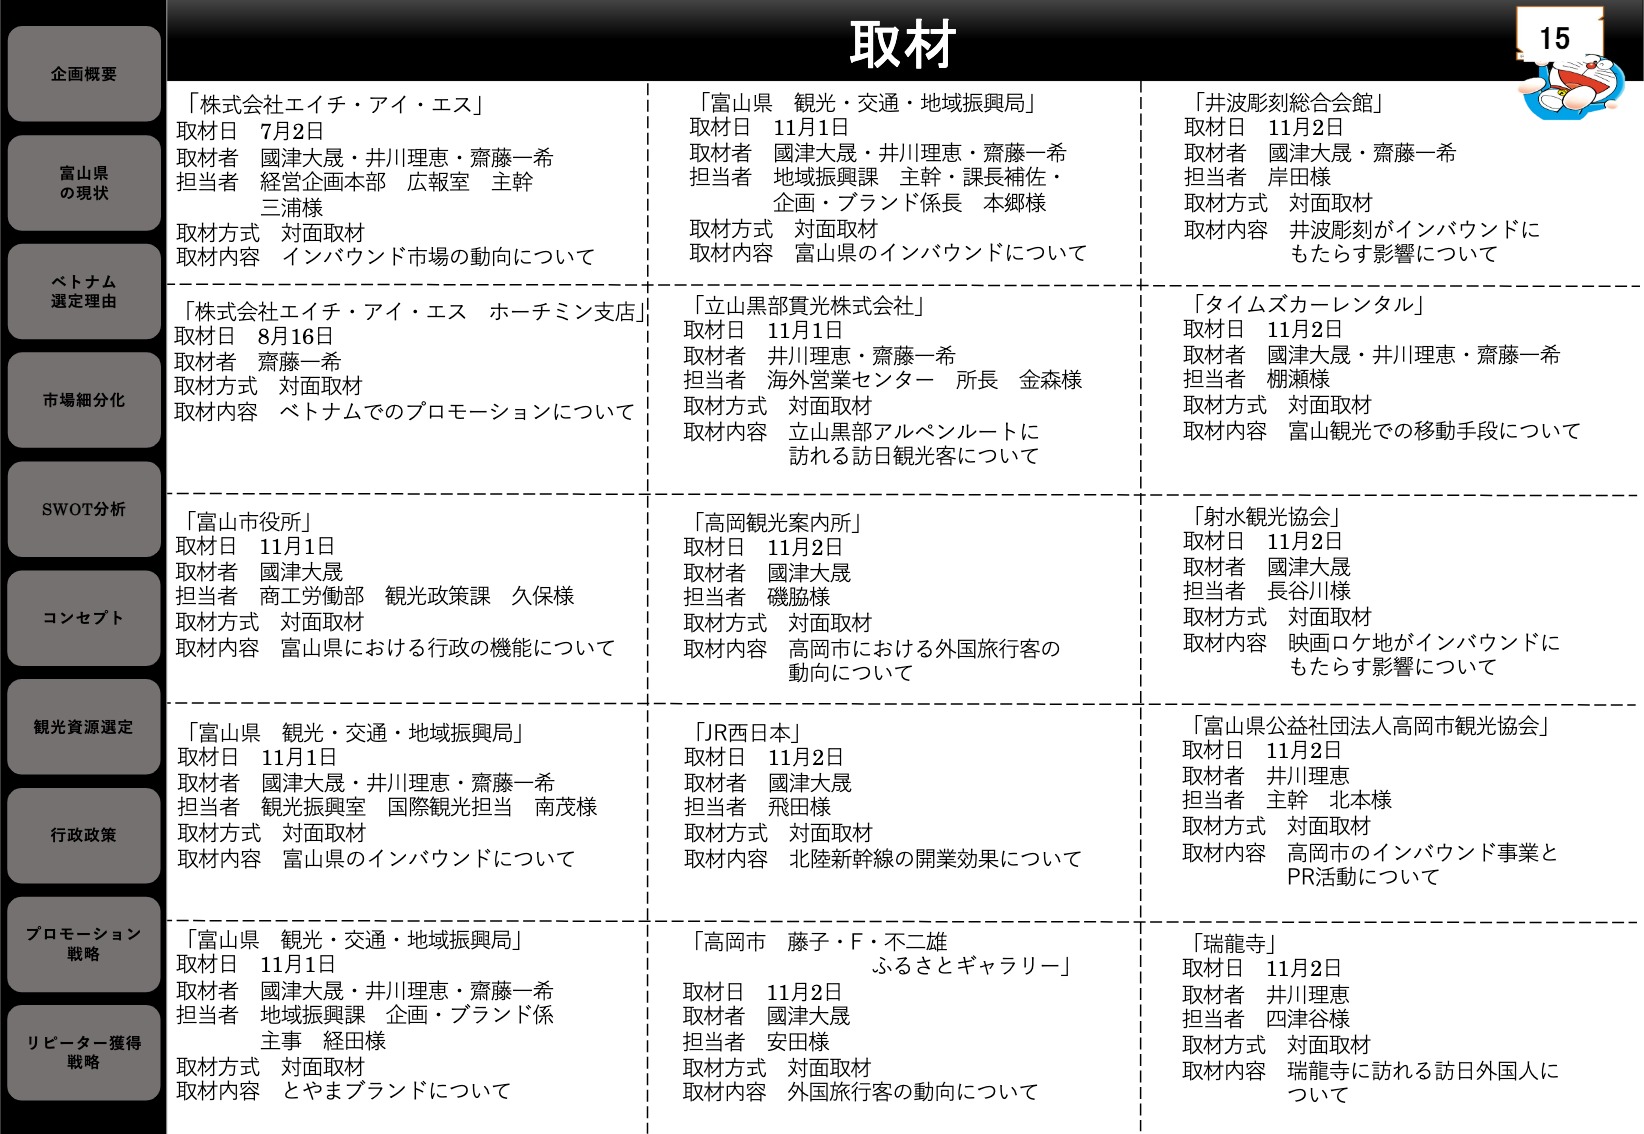 取材
15
企画概要
富山県
の現状
ベトナム
選定理由
市場細分化
SWOT分析
コンセプト
観光資源選定
行政政策
プロモーション
戦略
リピーター獲得
戦略
「株式会社エイチ・アイ・エス」
取材日　7月2日
取材者　國津大晟・井川理恵・齋藤一希
担当者　経営企画本部　広報室　主幹
三浦様
取材方式　対面取材
取材内容　インバウンド市場の動向について
「株式会社エイチ・アイ・エス　ホーチミン支店」
取材日　8月16日
取材者　齋藤一希
取材方式　対面取材
取材内容　ベトナムでのプロモーションについて
「富山市役所」
取材日　11月1日
取材者　國津大晟
担当者　商工労働部　観光政策課　久保様
取材方式　対面取材
取材内容　富山県における行政の機能について
「富山県　観光・交通・地域振興局」
取材日　11月1日
取材者　國津大晟・井川理恵・齋藤一希
担当者　観光振興室　国際観光担当　南茂様
取材方式　対面取材
取材内容　富山県のインバウンドについて
「富山県　観光・交通・地域振興局」
取材日　11月1日
取材者　國津大晟・井川理恵・齋藤一希
担当者　地域振興課　企画・ブランド係
主事　経田様
取材方式　対面取材
取材内容　とやまブランドについて
「富山県　観光・交通・地域振興局」
取材日　11月1日
取材者　國津大晟・井川理恵・齋藤一希
担当者　地域振興課　主幹・課長補佐・
企画・ブランド係長　本郷様
取材方式　対面取材
取材内容　富山県のインバウンドについて
「立山黒部貫光株式会社」
取材日　11月1日
取材者　井川理恵・齋藤一希
担当者　海外営業センター　所長　金森様
取材方式　対面取材
取材内容　立山黒部アルペンルートに
訪れる訪日観光客について
「高岡観光案内所」
取材日　11月2日
取材者　國津大晟
担当者　磯脇様
取材方式　対面取材
取材内容　高岡市における外国旅行客の
動向について
「JR西日本」
取材日　11月2日
取材者　國津大晟
担当者　飛田様
取材方式　対面取材
取材内容　北陸新幹線の開業効果について
「高岡市　藤子・F・不二雄
ふるさとギャラリー」
取材日　11月2日
取材者　國津大晟
担当者　安田様
取材方式　対面取材
取材内容　外国旅行客の動向について
「井波彫刻総合会館」
取材日　11月2日
取材者　國津大晟・齋藤一希
担当者　岸田様
取材方式　対面取材
取材内容　井波彫刻がインバウンドに
もたらす影響について
「タイムズカーレンタル」
取材日　11月2日
取材者　國津大晟・井川理恵・齋藤一希
担当者　棚瀬様
取材方式　対面取材
取材内容　富山観光での移動手段について
「射水観光協会」
取材日　11月2日
取材者　國津大晟
担当者　長谷川様
取材方式　対面取材
取材内容　映画ロケ地がインバウンドに
もたらす影響について
「富山県公益社団法人高岡市観光協会」
取材日　11月2日
取材者　井川理恵
担当者　主幹　北本様
取材方式　対面取材
取材内容　高岡市のインバウンド事業と
PR活動について
「瑞龍寺」
取材日　11月2日
取材者　井川理恵
担当者　四津谷様
取材方式　対面取材
取材内容　瑞龍寺に訪れる訪日外国人に
ついて